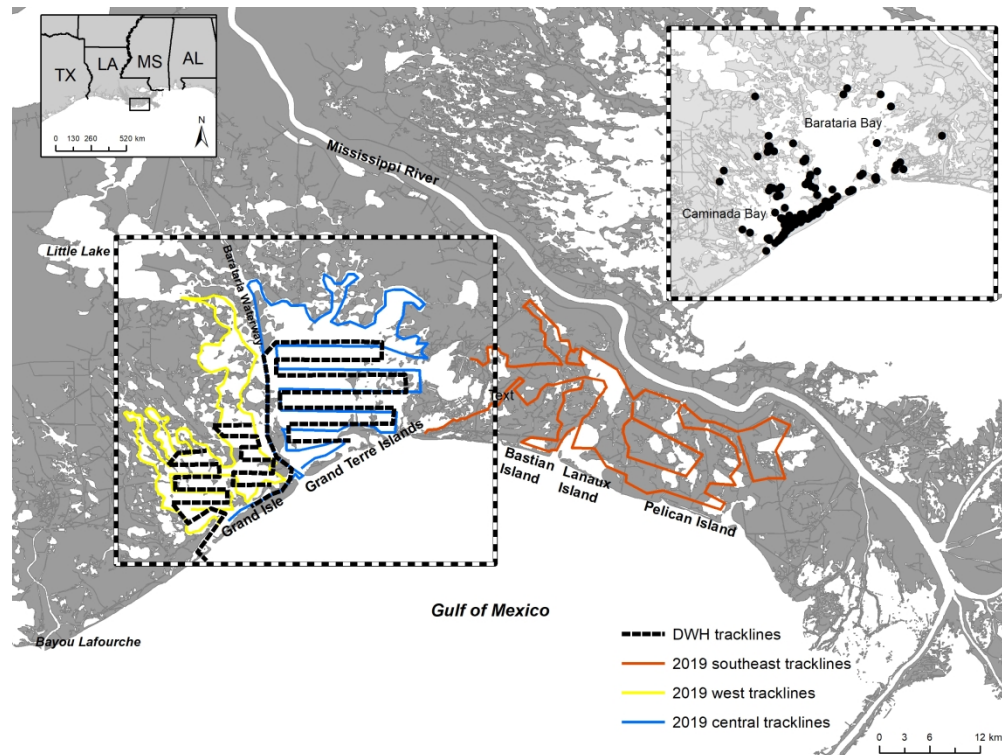 TX
LA
MS
AL
N
0 130 260 520 km
Mississippi River
Barataria Bay
Caminada Bay
Little Lake
Barataria Waterway
Text
Grand Terre Islands
Grand Isle
Bastian Island
Lanaux Island
Pelican Island
Gulf of Mexico
Bayou Lafourche
DWH tracklines
2019 southeast tracklines
2019 west tracklines
2019 central tracklines
0 3 6 12 km